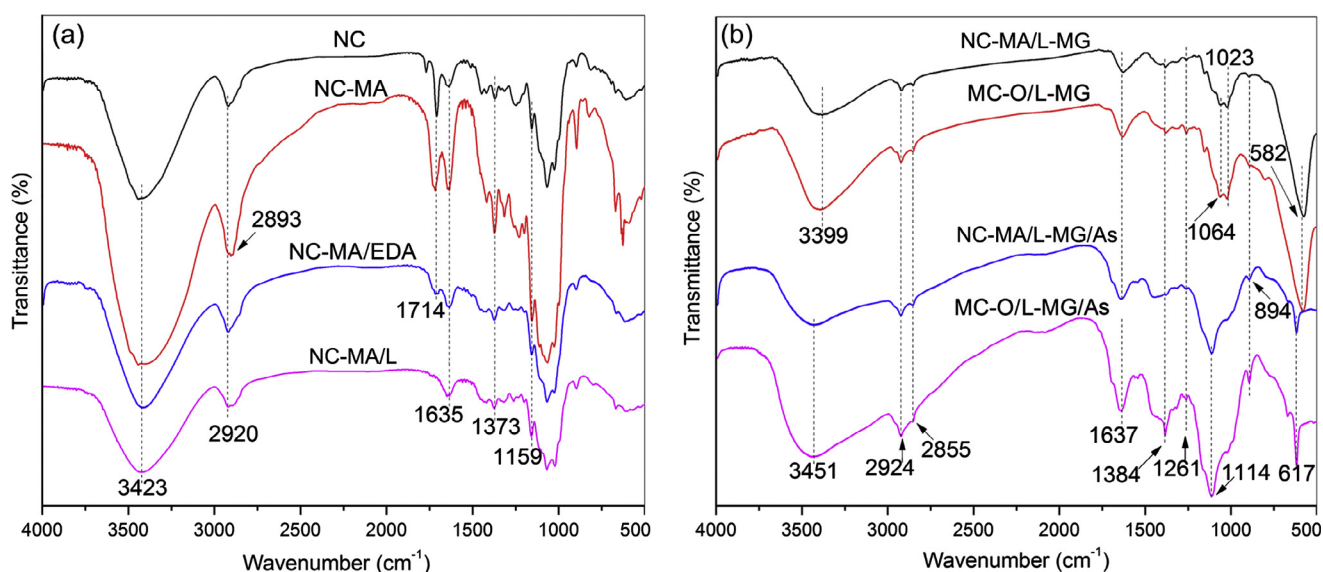 (a)
NC
NC-MA
2893
NC-MA/EDA
1714
NC-MA/L
1635
1373
2920
1159
3423
4000 3500 3000 2500 2000 1500 1000 500
Wavenumber (cm⁻¹)
Transittance (%)
(b)
NC-MA/L-MG
1023
MC-O/L-MG
582
3399
1064
NC-MA/L-MG/As
894
MC-O/L-MG/As
1637
2855
3451
2924
1384
1261
1114
617
4000 3500 3000 2500 2000 1500 1000 500
Wavenumber (cm⁻¹)
Transmittance (%)